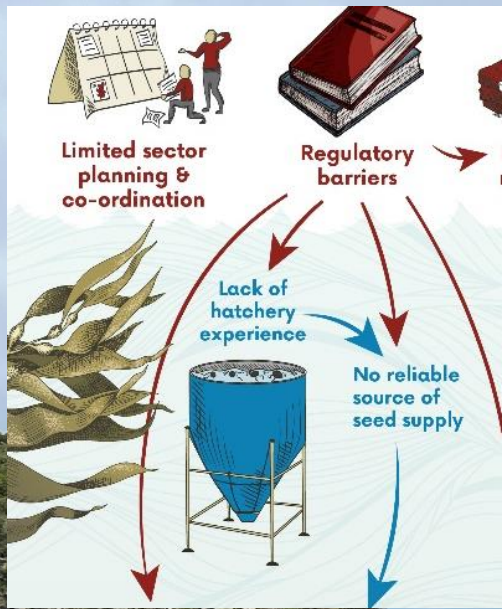 Limited sector
planning &
co-ordination
Regulatory
barriers
Lack of
hatchery
experience
No reliable
source of
seed supply